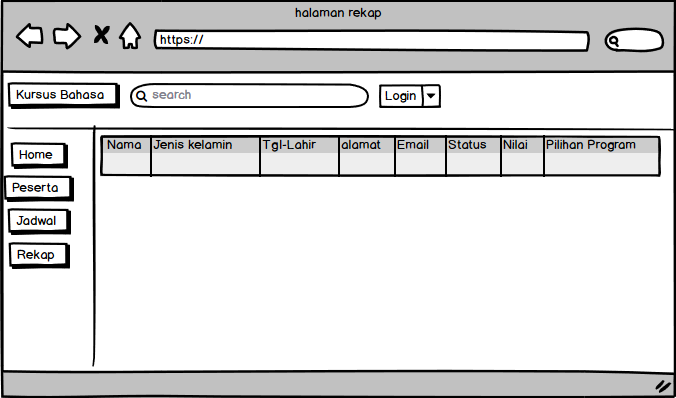 halaman rekap
https://
Kursus Bahasa
search
Login
Home
Peserta
Jadwal
Rekap
Nama Jenis kelamin Tgl-Lahir alamat Email Status Nilai Pilihan Program